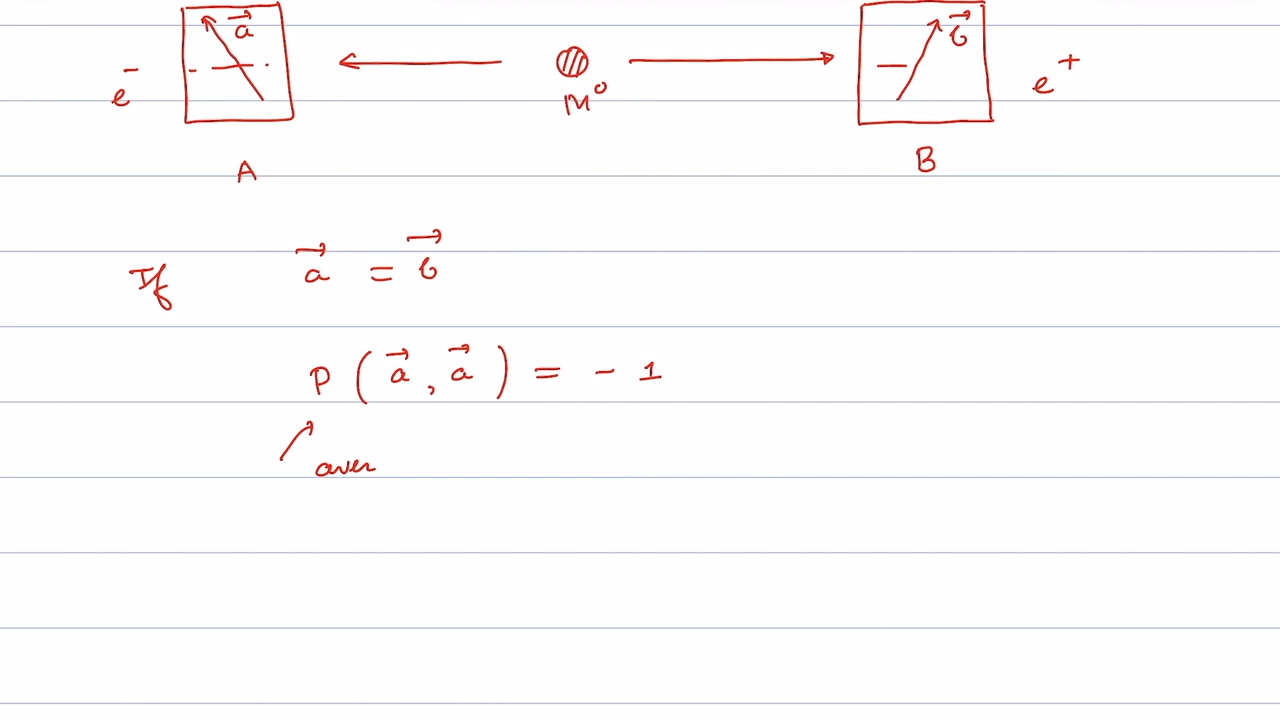 e⁻ a⃗ M⁰ b⃗ e⁺
A B
If a⃗ = b⃗
P ( a⃗ , a⃗ ) = - 1
aver